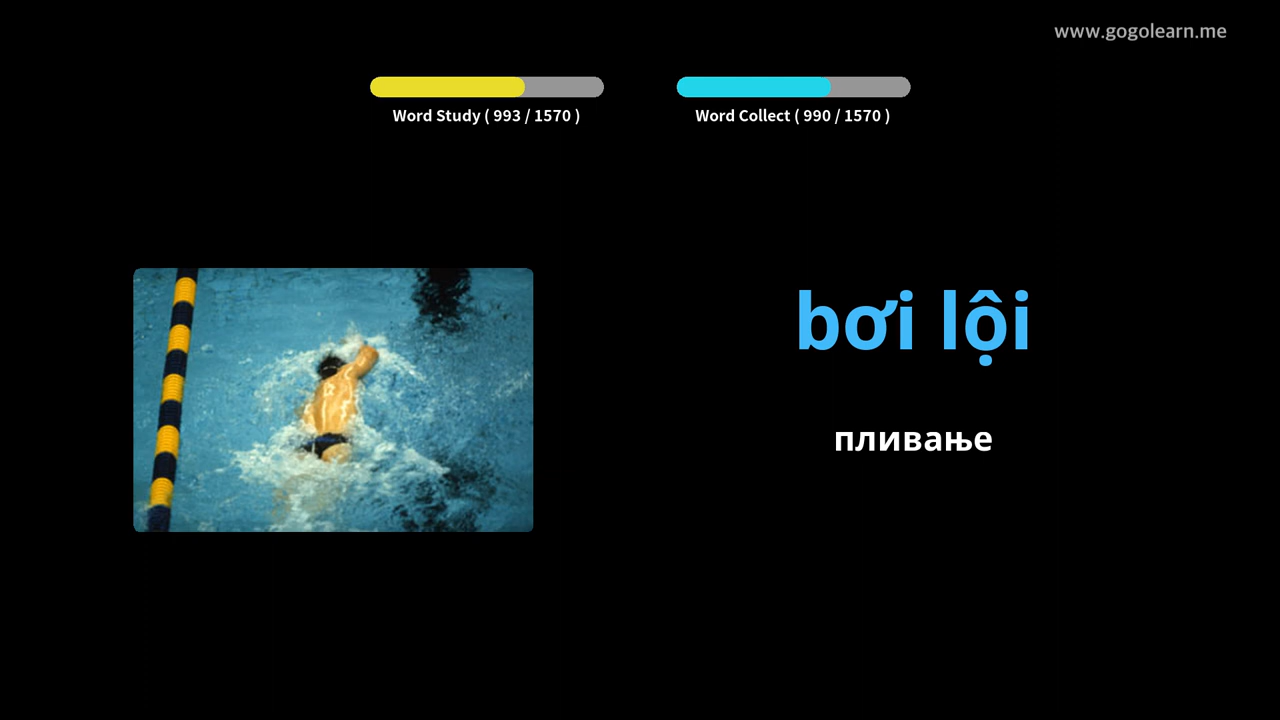 www.gogolearn.me
Word Study ( 993 / 1570 )
Word Collect ( 990 / 1570 )
bơi lội
пливање